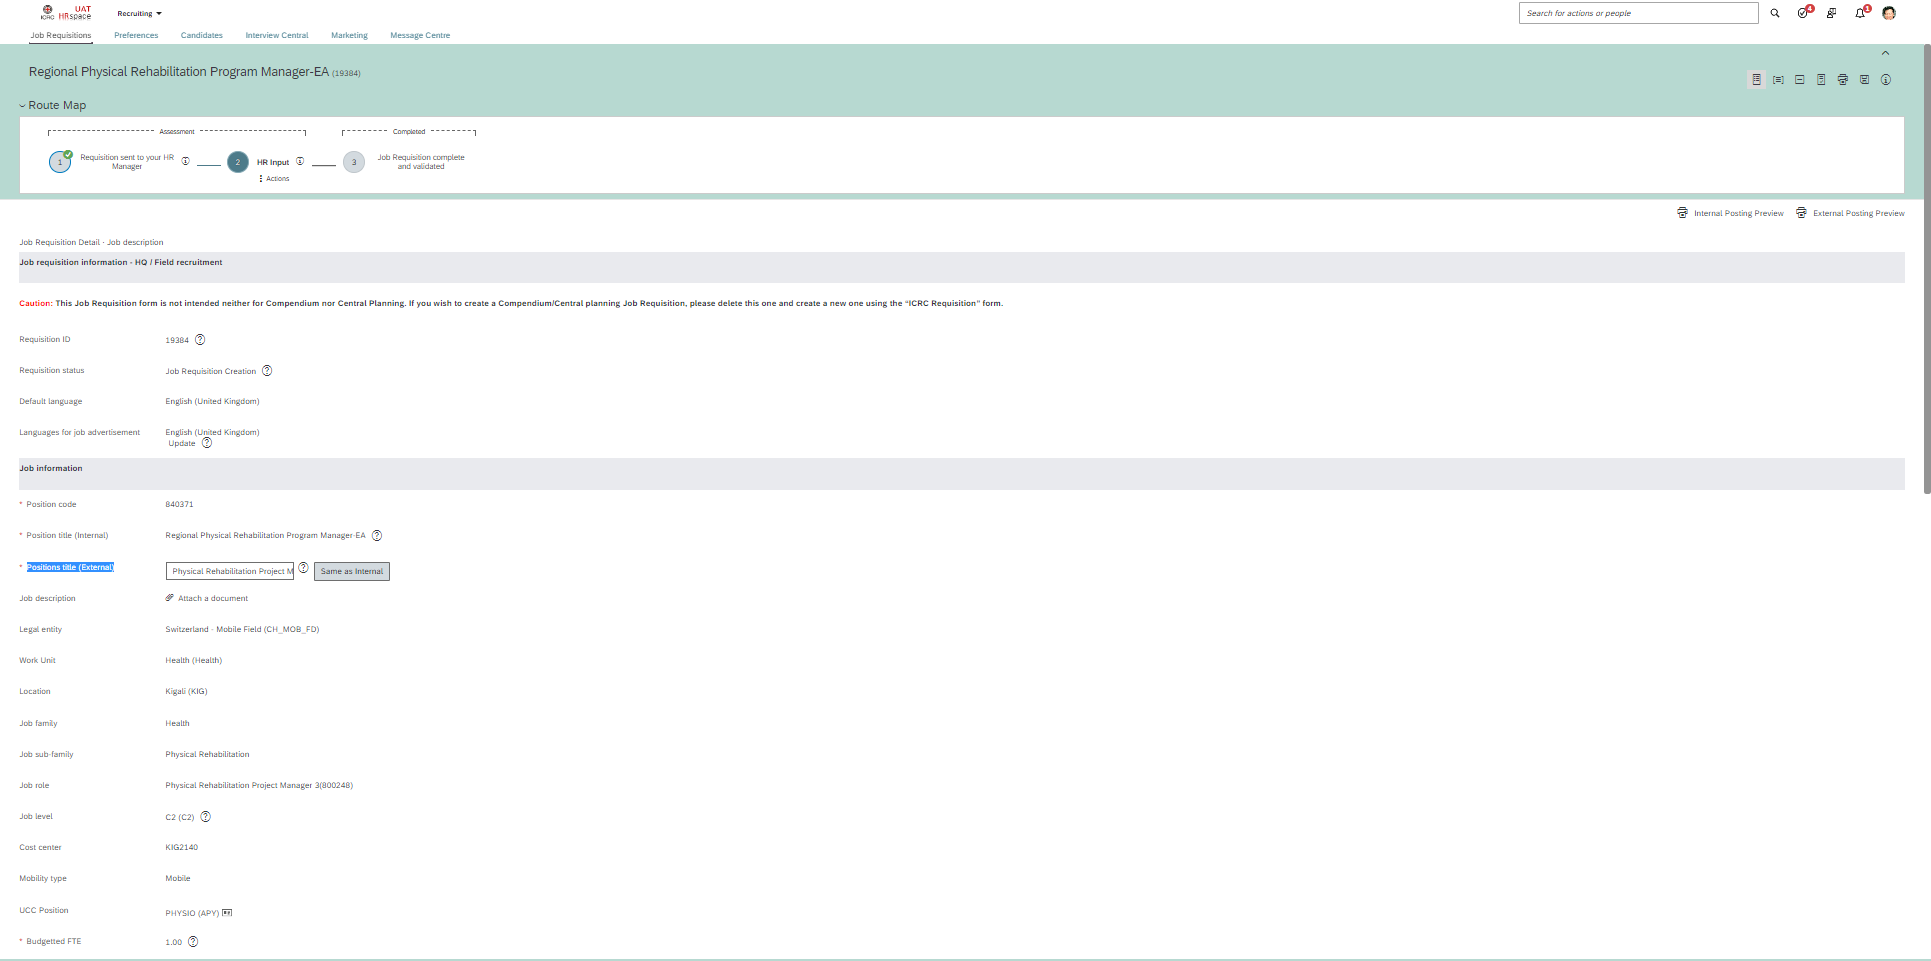 ICRC
UAT
HRspace
Recruiting
Search for actions or people
4
1
Job Requisitions
Preferences
Candidates
Interview Central
Marketing
Message Centre
Regional Physical Rehabilitation Program Manager-EA (19384)
Route Map
Assessment
Completed
1
Requisition sent to your HR
Manager
2
HR Input
Actions
3
Job Requisition complete
and validated
Internal Posting Preview
External Posting Preview
Job Requisition Detail - Job description
Job requisition information - HQ / Field recruitment
Caution: This Job Requisition form is not intended neither for Compendium nor Central Planning. If you wish to create a Compendium/Central planning Job Requisition, please delete this one and create a new one using the "ICRC Requisition" form.
Requisition ID
19384
Requisition status
Job Requisition Creation
Default language
English (United Kingdom)
Languages for job advertisement
English (United Kingdom)
Update
Job information
* Position code
840371
* Position title (Internal)
Regional Physical Rehabilitation Program Manager-EA
* Positions title (External)
Physical Rehabilitation Project M
Same as Internal
Job description
Attach a document
Legal entity
Switzerland - Mobile Field (CH_MOB_FD)
Work Unit
Health (Health)
Location
Kigali (KIG)
Job family
Health
Job sub-family
Physical Rehabilitation
Job role
Physical Rehabilitation Project Manager 3(800248)
Job level
C2 (C2)
Cost center
KIG2140
Mobility type
Mobile
UCC Position
PHYSIO (APY)
* Budgetted FTE
1.00